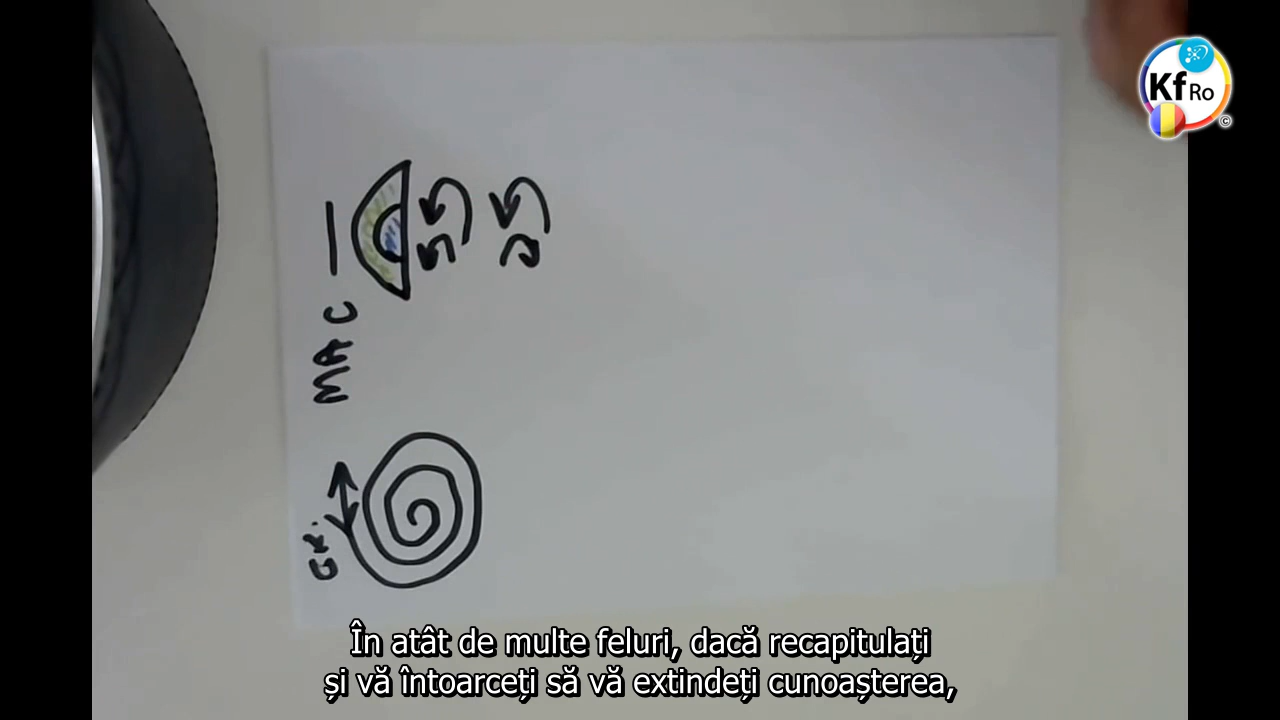 Kf Ro
©
MAC
În atât de multe feluri, dacă recapitulați
și vă întoarceți să vă extindeți cunoașterea,